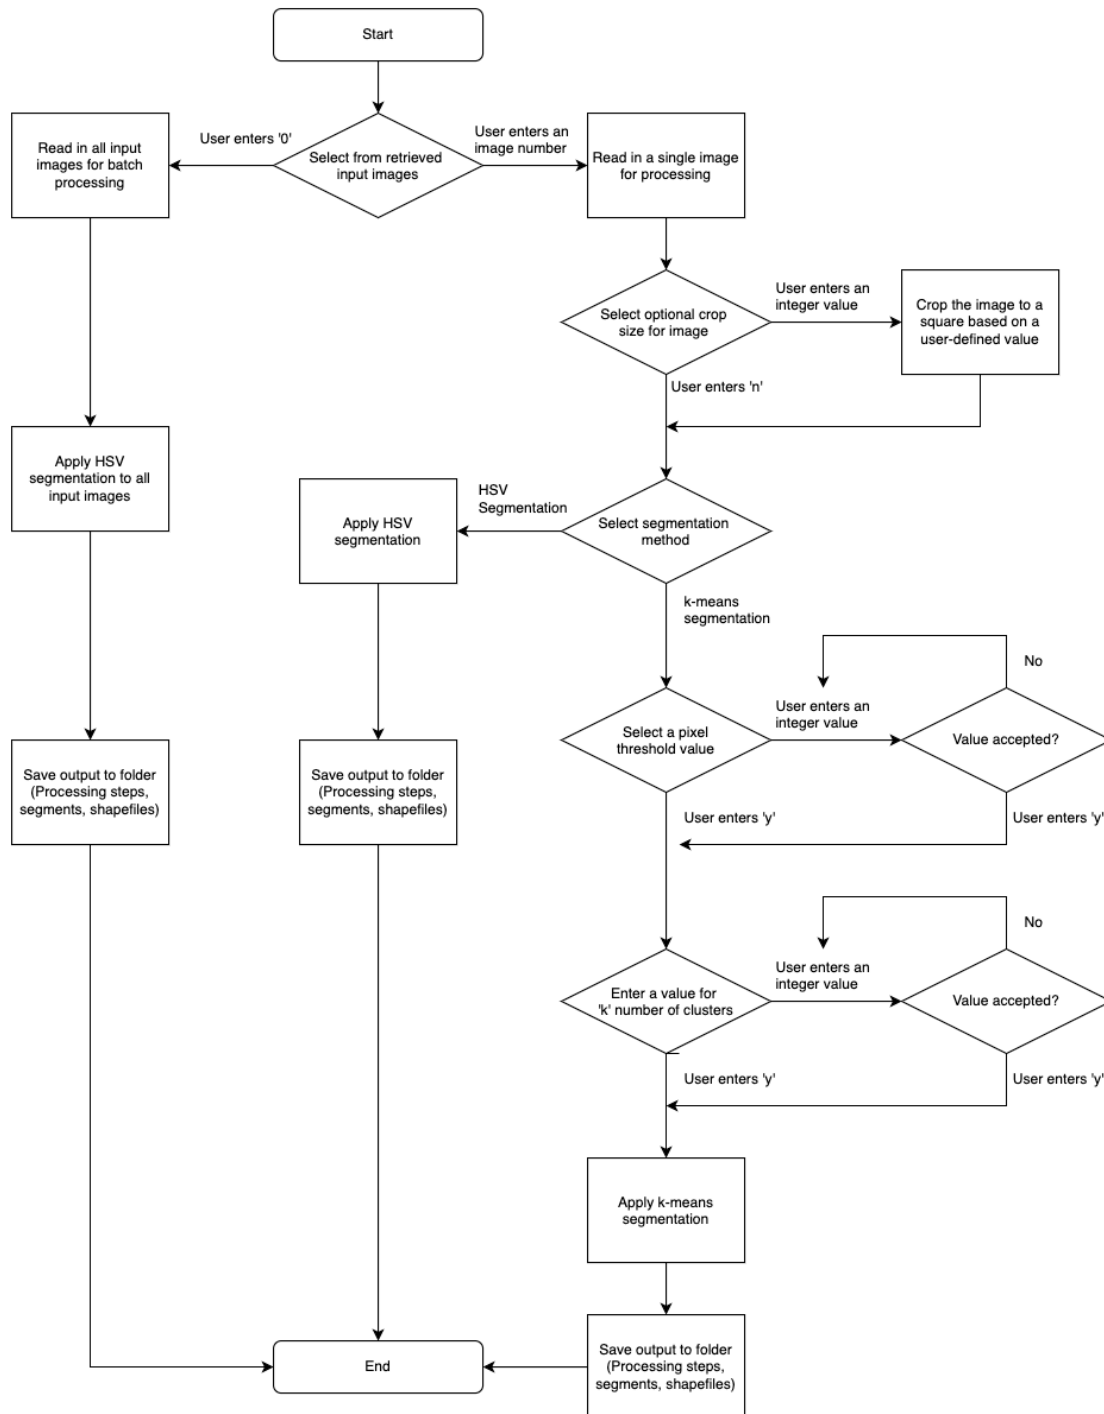 Start
Read in all input
images for batch
processing
User enters '0'
Select from retrieved
input images
User enters an
image number
Read in a single image
for processing
Select optional crop
size for image
User enters an
integer value
Crop the image to a
square based on a
user-defined value
User enters 'n'
Apply HSV
segmentation to all
input images
Apply HSV
segmentation
HSV
Segmentation
Select segmentation
method
k-means
segmentation
No
Select a pixel
threshold value
User enters an
integer value
Value accepted?
Save output to folder
(Processing steps,
segments, shapefiles)
Save output to folder
(Processing steps,
segments, shapefiles)
User enters 'y'
User enters 'y'
No
Enter a value for
'k' number of clusters
User enters an
integer value
Value accepted?
User enters 'y'
User enters 'y'
Apply k-means
segmentation
End
Save output to folder
(Processing steps,
segments, shapefiles)